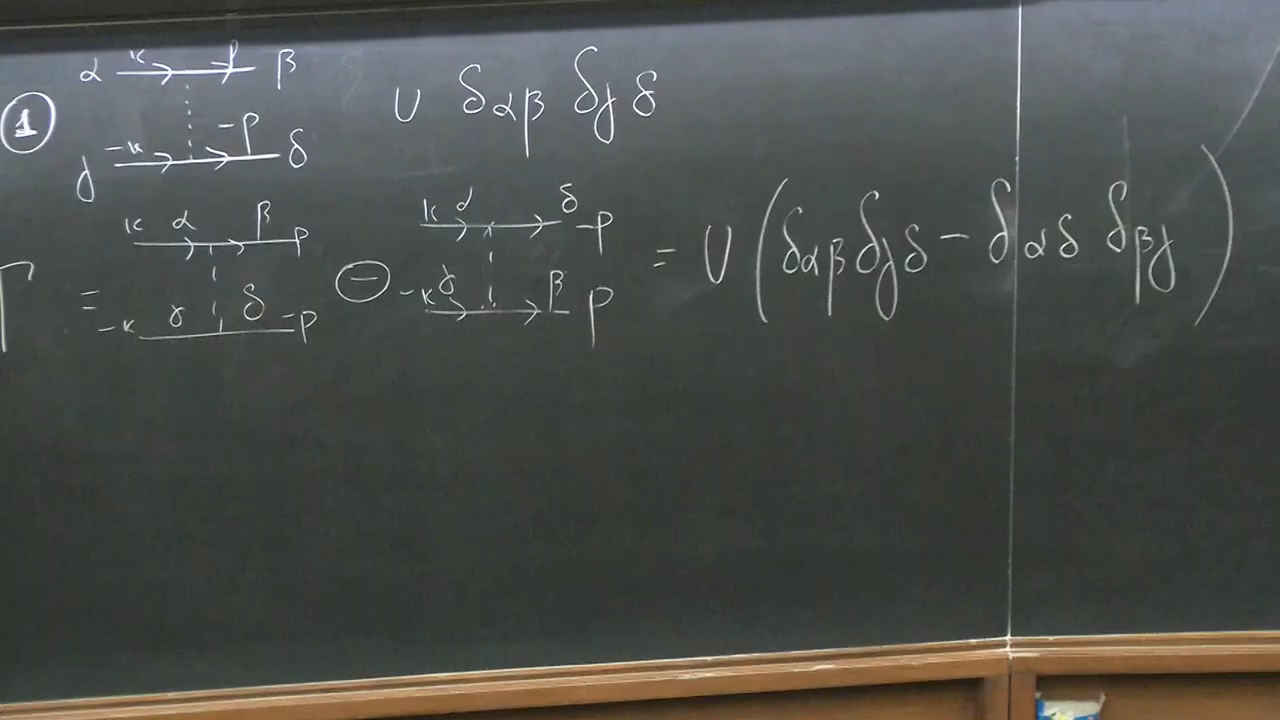 α κ p β
① U δαβ δγδ
γ -κ -p δ
κ α β p κ α δ -p
Γ = ⊖ = U (δαβ δγδ - δαδ δβγ)
-κ γ δ -p -κ γ β p